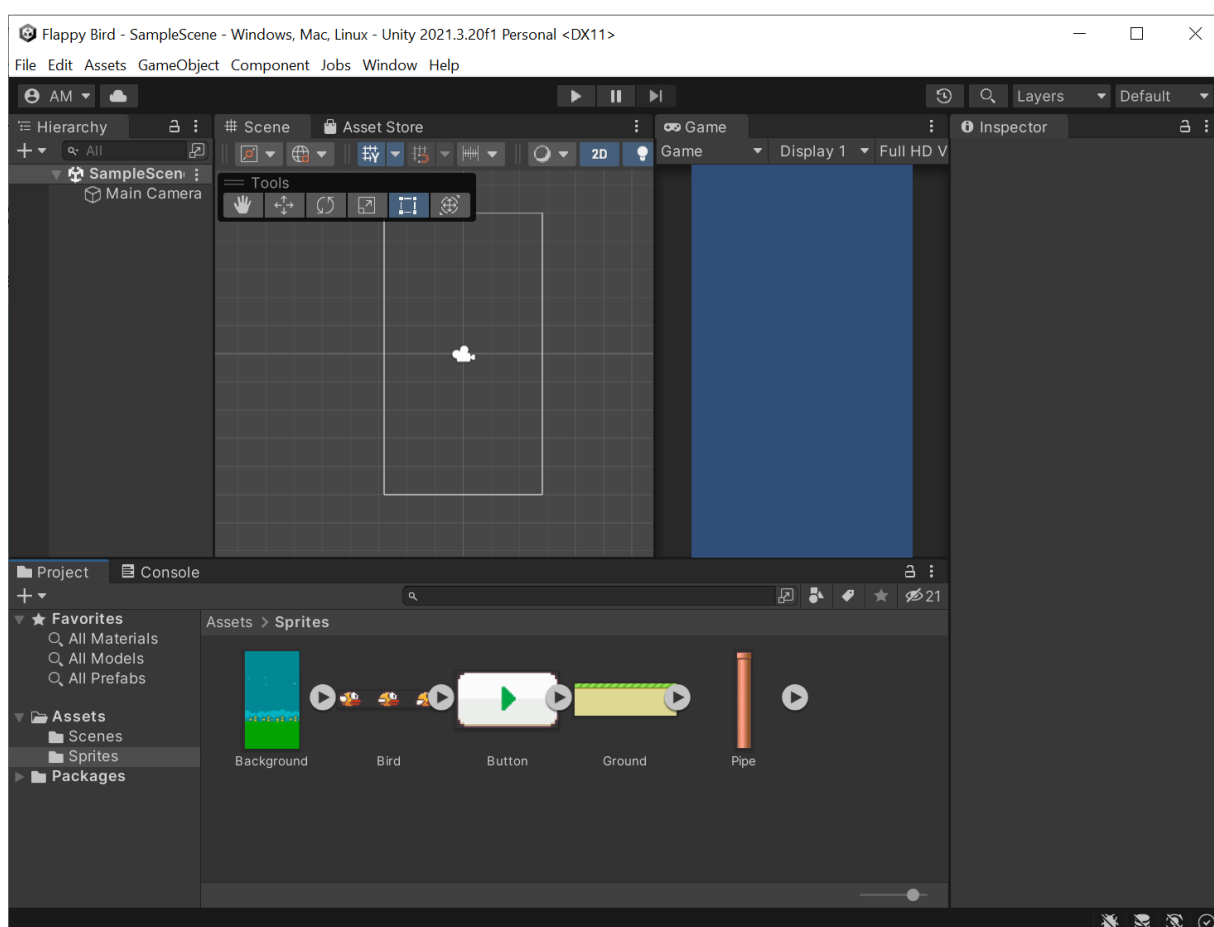 Flappy Bird - SampleScene - Windows, Mac, Linux - Unity 2021.3.20f1 Personal <DX11>
File Edit Assets GameObject Component Jobs Window Help
AM Layers Default
Hierarchy Scene Asset Store Game Inspector
All 2D Game Display 1 Full HD V
SampleScen
Main Camera
Tools
Project Console
21
Favorites
All Materials
All Models
All Prefabs
Assets
Scenes
Sprites
Packages
Assets > Sprites
Background Bird Button Ground Pipe